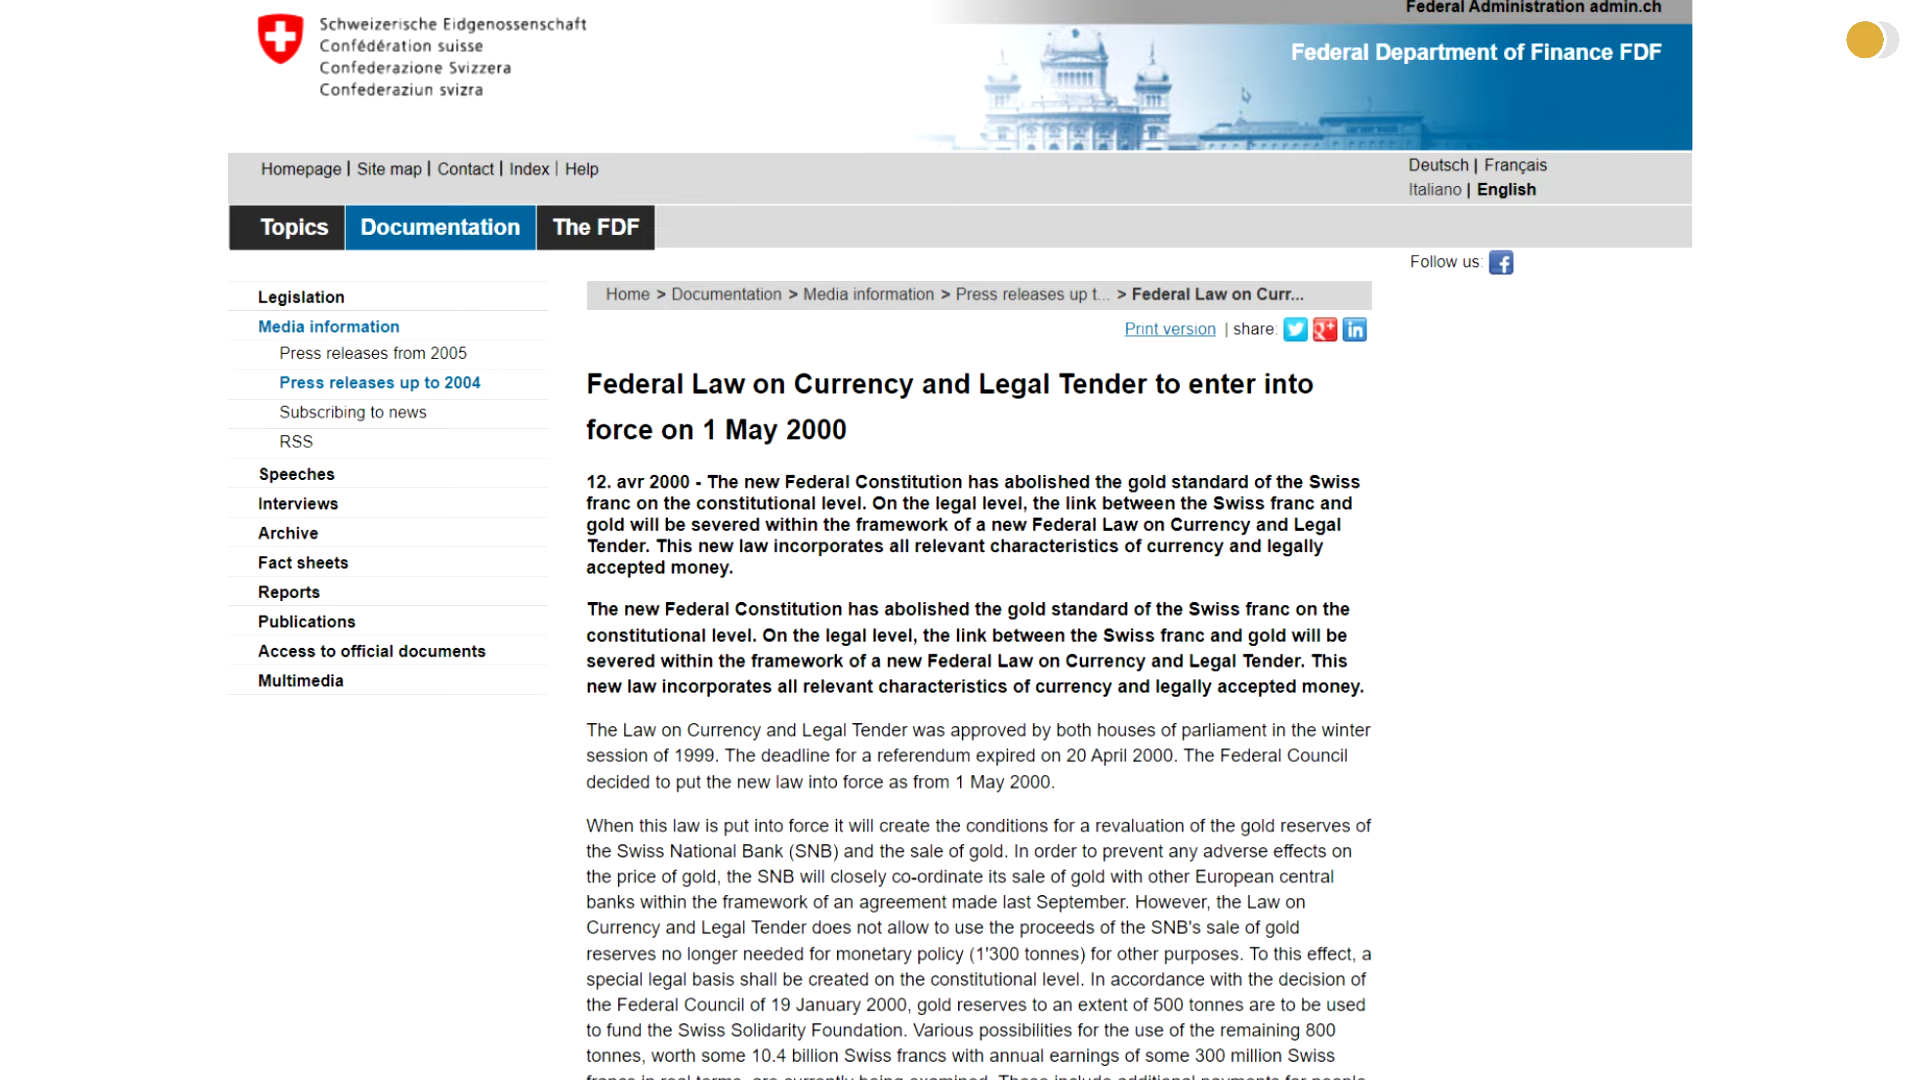 Federal Administration admin.ch
Schweizerische Eidgenossenschaft
Confédération suisse
Confederazione Svizzera
Confederaziun svizra
Federal Department of Finance FDF
Homepage | Site map | Contact | Index | Help
Deutsch | Français
Italiano | English
Topics
Documentation
The FDF
Follow us:
Legislation
Media information
Press releases from 2005
Press releases up to 2004
Subscribing to news
RSS
Speeches
Interviews
Archive
Fact sheets
Reports
Publications
Access to official documents
Multimedia
Home > Documentation > Media information > Press releases up t... > Federal Law on Curr...
Print version | share:
Federal Law on Currency and Legal Tender to enter into
force on 1 May 2000
12. avr 2000 - The new Federal Constitution has abolished the gold standard of the Swiss
franc on the constitutional level. On the legal level, the link between the Swiss franc and
gold will be severed within the framework of a new Federal Law on Currency and Legal
Tender. This new law incorporates all relevant characteristics of currency and legally
accepted money.
The new Federal Constitution has abolished the gold standard of the Swiss franc on the
constitutional level. On the legal level, the link between the Swiss franc and gold will be
severed within the framework of a new Federal Law on Currency and Legal Tender. This
new law incorporates all relevant characteristics of currency and legally accepted money.
The Law on Currency and Legal Tender was approved by both houses of parliament in the winter
session of 1999. The deadline for a referendum expired on 20 April 2000. The Federal Council
decided to put the new law into force as from 1 May 2000.
When this law is put into force it will create the conditions for a revaluation of the gold reserves of
the Swiss National Bank (SNB) and the sale of gold. In order to prevent any adverse effects on
the price of gold, the SNB will closely co-ordinate its sale of gold with other European central
banks within the framework of an agreement made last September. However, the Law on
Currency and Legal Tender does not allow to use the proceeds of the SNB's sale of gold
reserves no longer needed for monetary policy (1'300 tonnes) for other purposes. To this effect, a
special legal basis shall be created on the constitutional level. In accordance with the decision of
the Federal Council of 19 January 2000, gold reserves to an extent of 500 tonnes are to be used
to fund the Swiss Solidarity Foundation. Various possibilities for the use of the remaining 800
tonnes, worth some 10.4 billion Swiss francs with annual earnings of some 300 million Swiss